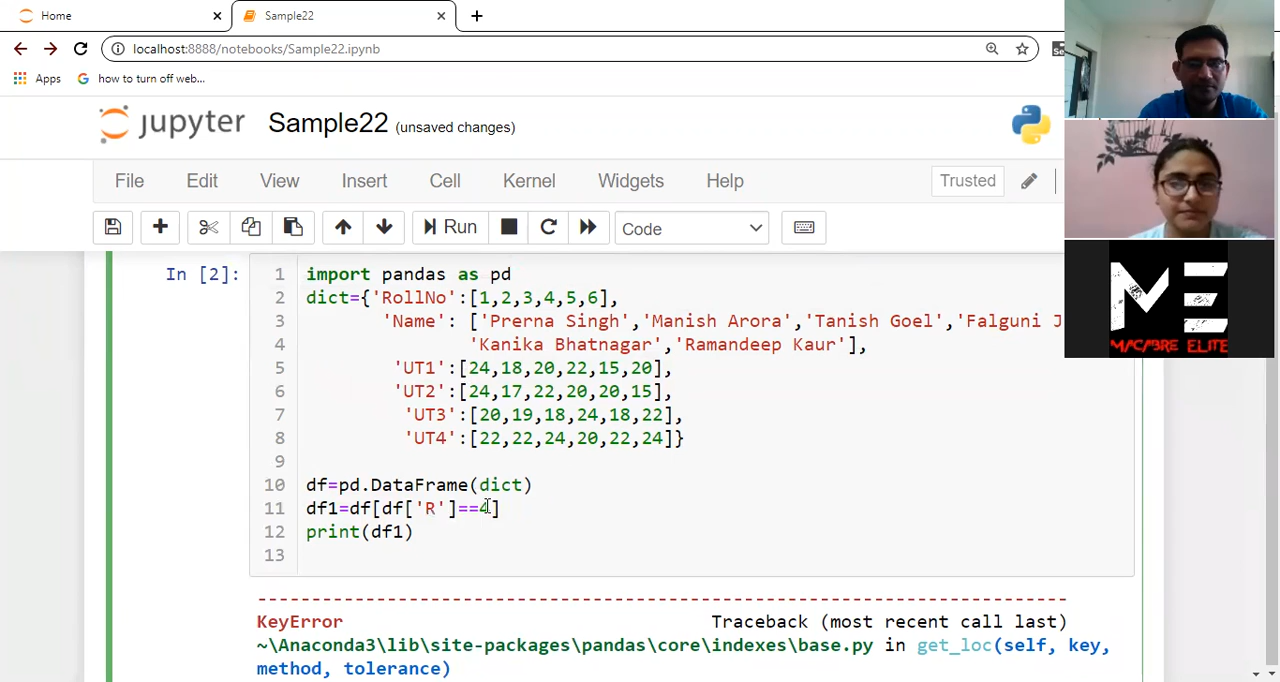 Home
Sample22
localhost:8888/notebooks/Sample22.ipynb
Apps
how to turn off web...
jupyter Sample22 (unsaved changes)
File Edit View Insert Cell Kernel Widgets Help Trusted
Run Code
In [2]:
1 import pandas as pd
2 dict={'RollNo':[1,2,3,4,5,6],
3 'Name': ['Prerna Singh','Manish Arora','Tanish Goel','Falguni J
4 'Kanika Bhatnagar','Ramandeep Kaur'],
5 'UT1':[24,18,20,22,15,20],
6 'UT2':[24,17,22,20,20,15],
7 'UT3':[20,19,18,24,18,22],
8 'UT4':[22,22,24,20,22,24]}
9
10 df=pd.DataFrame(dict)
11 df1=df[df['R']==4]
12 print(df1)
13
---------------------------------------------------------------------------
KeyError Traceback (most recent call last)
~\Anaconda3\lib\site-packages\pandas\core\indexes\base.py in get_loc(self, key,
method, tolerance)
ME
MACABRE ELITE